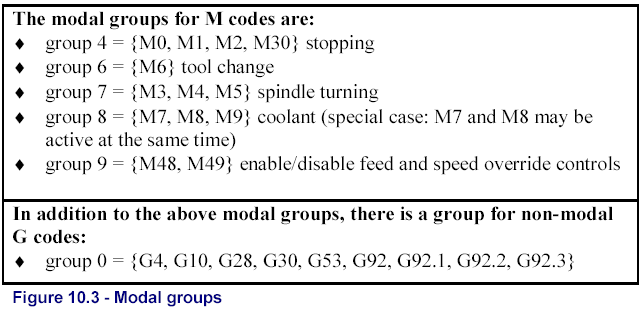 The modal groups for M codes are:
♦ group 4 = {M0, M1, M2, M30} stopping
♦ group 6 = {M6} tool change
♦ group 7 = {M3, M4, M5} spindle turning
♦ group 8 = {M7, M8, M9} coolant (special case: M7 and M8 may be
active at the same time)
♦ group 9 = {M48, M49} enable/disable feed and speed override controls
In addition to the above modal groups, there is a group for non-modal
G codes:
♦ group 0 = {G4, G10, G28, G30, G53, G92, G92.1, G92.2, G92.3}
Figure 10.3 - Modal groups